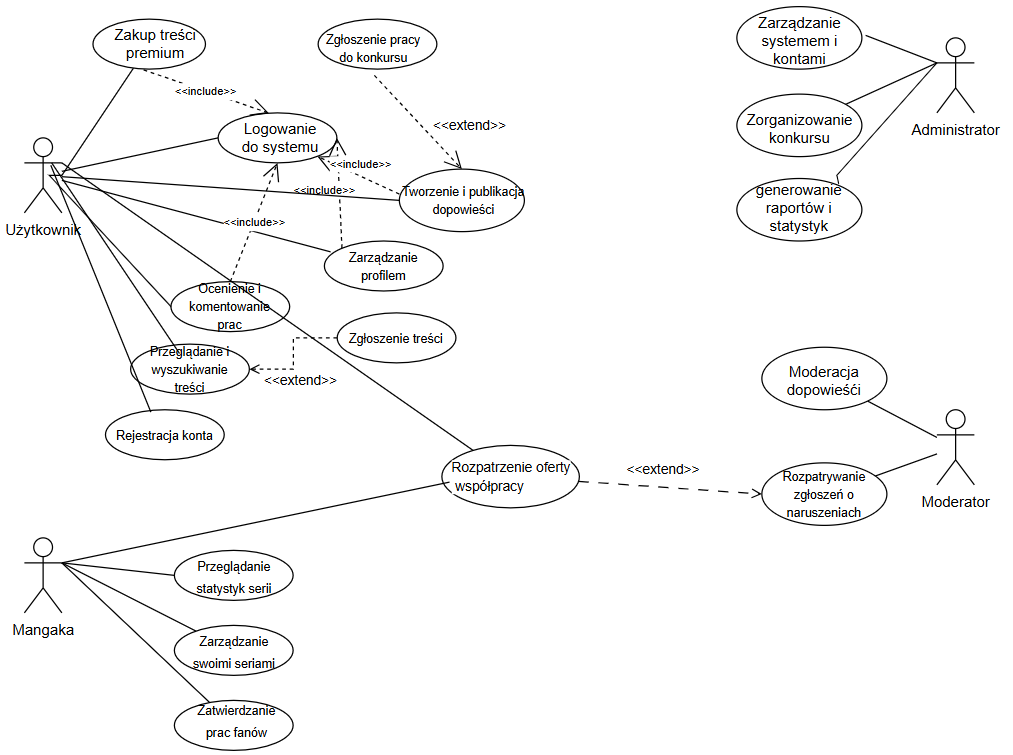 Zakup treści
premium
Zgłoszenie pracy
do konkursu
Zarządzanie
systemem i
kontami
<<include>>
Logowanie
do systemu
<<extend>>
Zorganizowanie
konkursu
Administrator
<<include>>
<<include>>
Tworzenie i publikacja
dopowieści
generowanie
raportów i
statystyk
Użytkownik
<<include>>
Zarządzanie
profilem
Ocenienie i
komentowanie
prac
Zgłoszenie treści
Przeglądanie i
wyszukiwanie
treści
<<extend>>
Moderacja
dopowieśći
Rejestracja konta
Rozpatrzenie oferty
współpracy
<<extend>>
Rozpatrywanie
zgłoszeń o
naruszeniach
Moderator
Przeglądanie
statystyk serii
Mangaka
Zarządzanie
swoimi seriami
Zatwierdzanie
prac fanów